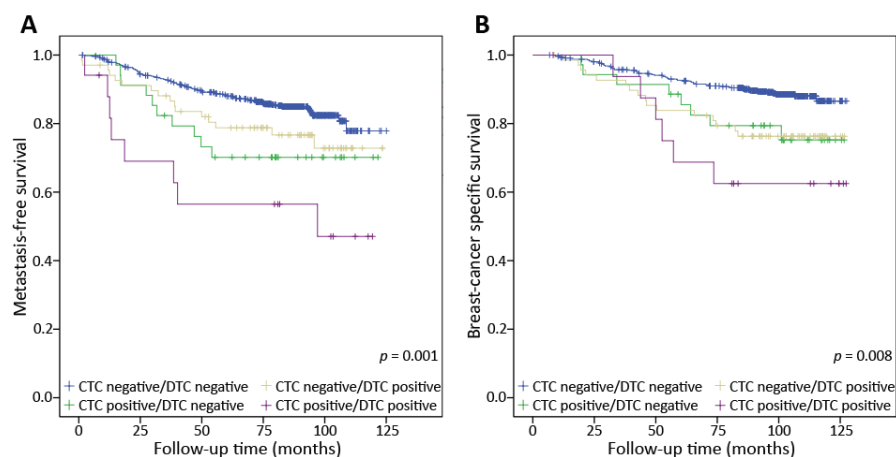 A
Metastasis-free survival
1.0
0.8
0.6
0.4
0.2
0.0
p = 0.001
CTC negative/DTC negative CTC negative/DTC positive
CTC positive/DTC negative CTC positive/DTC positive
0 25 50 75 100 125
Follow-up time (months)
B
Breast-cancer specific survival
1.0
0.8
0.6
0.4
0.2
0.0
p = 0.008
CTC negative/DTC negative CTC negative/DTC positive
CTC positive/DTC negative CTC positive/DTC positive
0 25 50 75 100 125
Follow-up time (months)